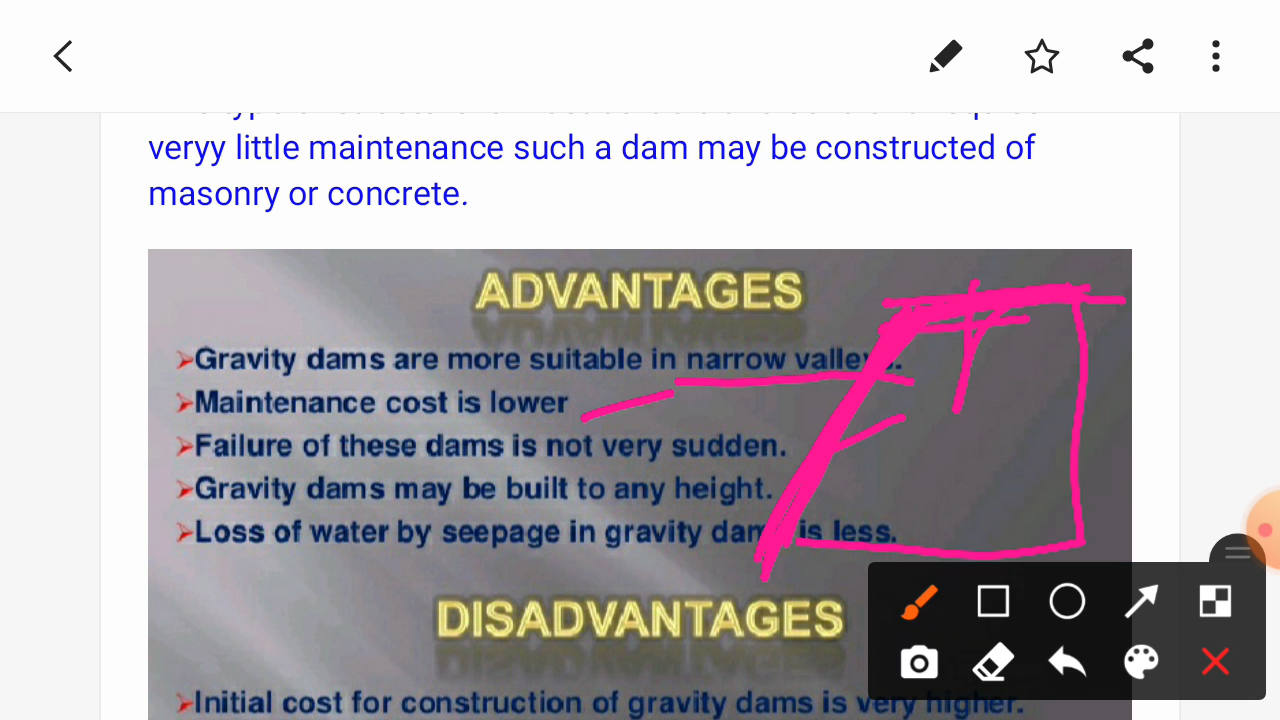 veryy little maintenance such a dam may be constructed of
masonry or concrete.
ADVANTAGES
➢Gravity dams are more suitable in narrow valleys.
➢Maintenance cost is lower
➢Failure of these dams is not very sudden.
➢Gravity dams may be built to any height.
➢Loss of water by seepage in gravity dams is less.
DISADVANTAGES
➢Initial cost for construction of gravity dams is very higher.